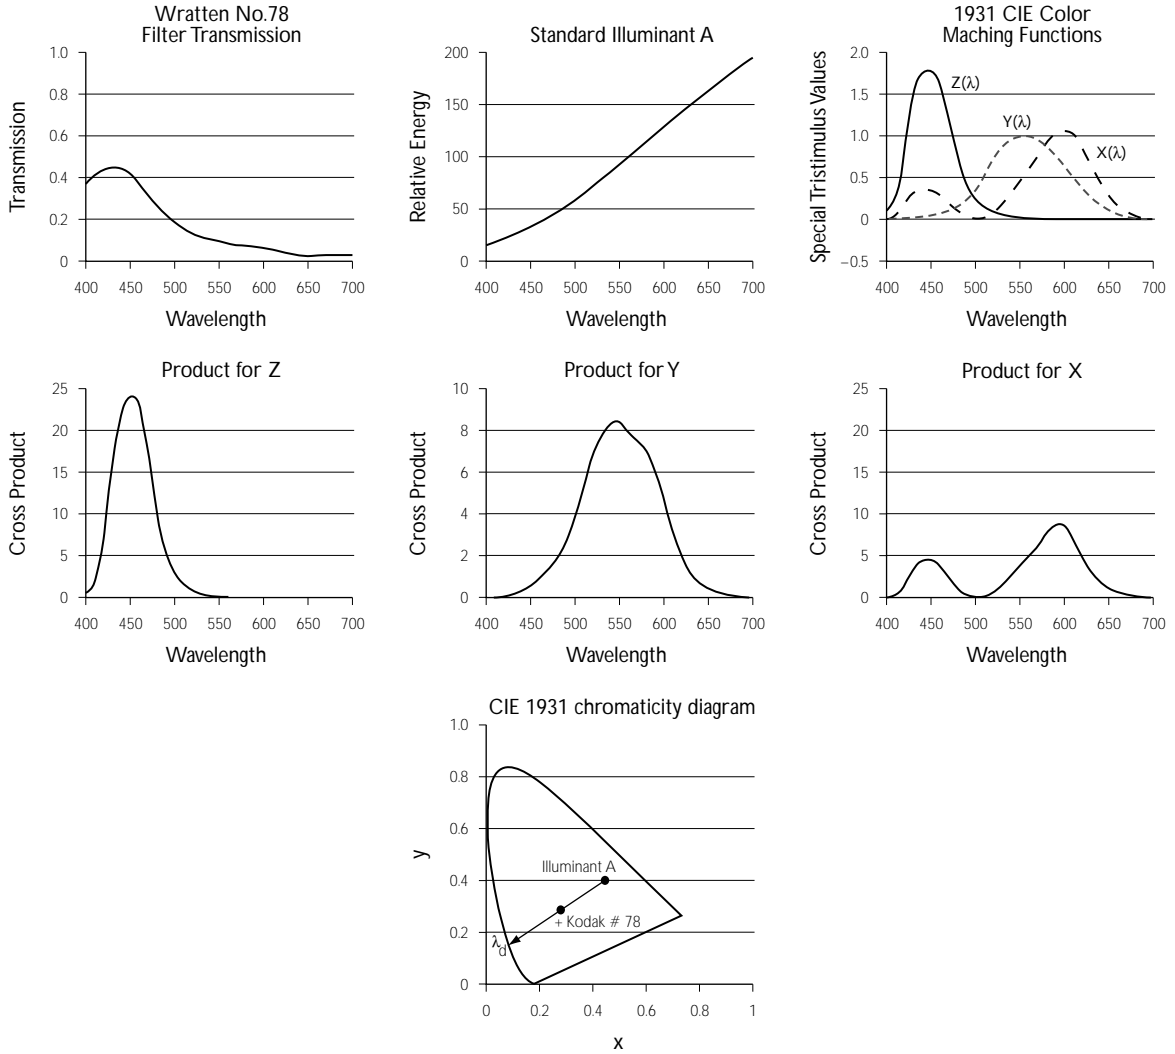 Wratten No.78
Filter Transmission
Transmission
1.0
0.8
0.6
0.4
0.2
0
400 450 500 550 600 650 700
Wavelength
Standard Illuminant A
Relative Energy
200
150
100
50
0
400 450 500 550 600 650 700
Wavelength
1931 CIE Color
Maching Functions
Special Tristimulus Values
2.0
1.5
1.0
0.5
0
–0.5
Z(λ)
Y(λ)
X(λ)
400 450 500 550 600 650 700
Wavelength
Product for Z
Cross Product
25
20
15
10
5
0
400 450 500 550 600 650 700
Wavelength
Product for Y
Cross Product
10
8
6
4
2
0
400 450 500 550 600 650 700
Wavelength
Product for X
Cross Product
25
20
15
10
5
0
400 450 500 550 600 650 700
Wavelength
CIE 1931 chromaticity diagram
y
1.0
0.8
0.6
0.4
0.2
0
Illuminant A
+ Kodak # 78
λd
0 0.2 0.4 0.6 0.8 1
x